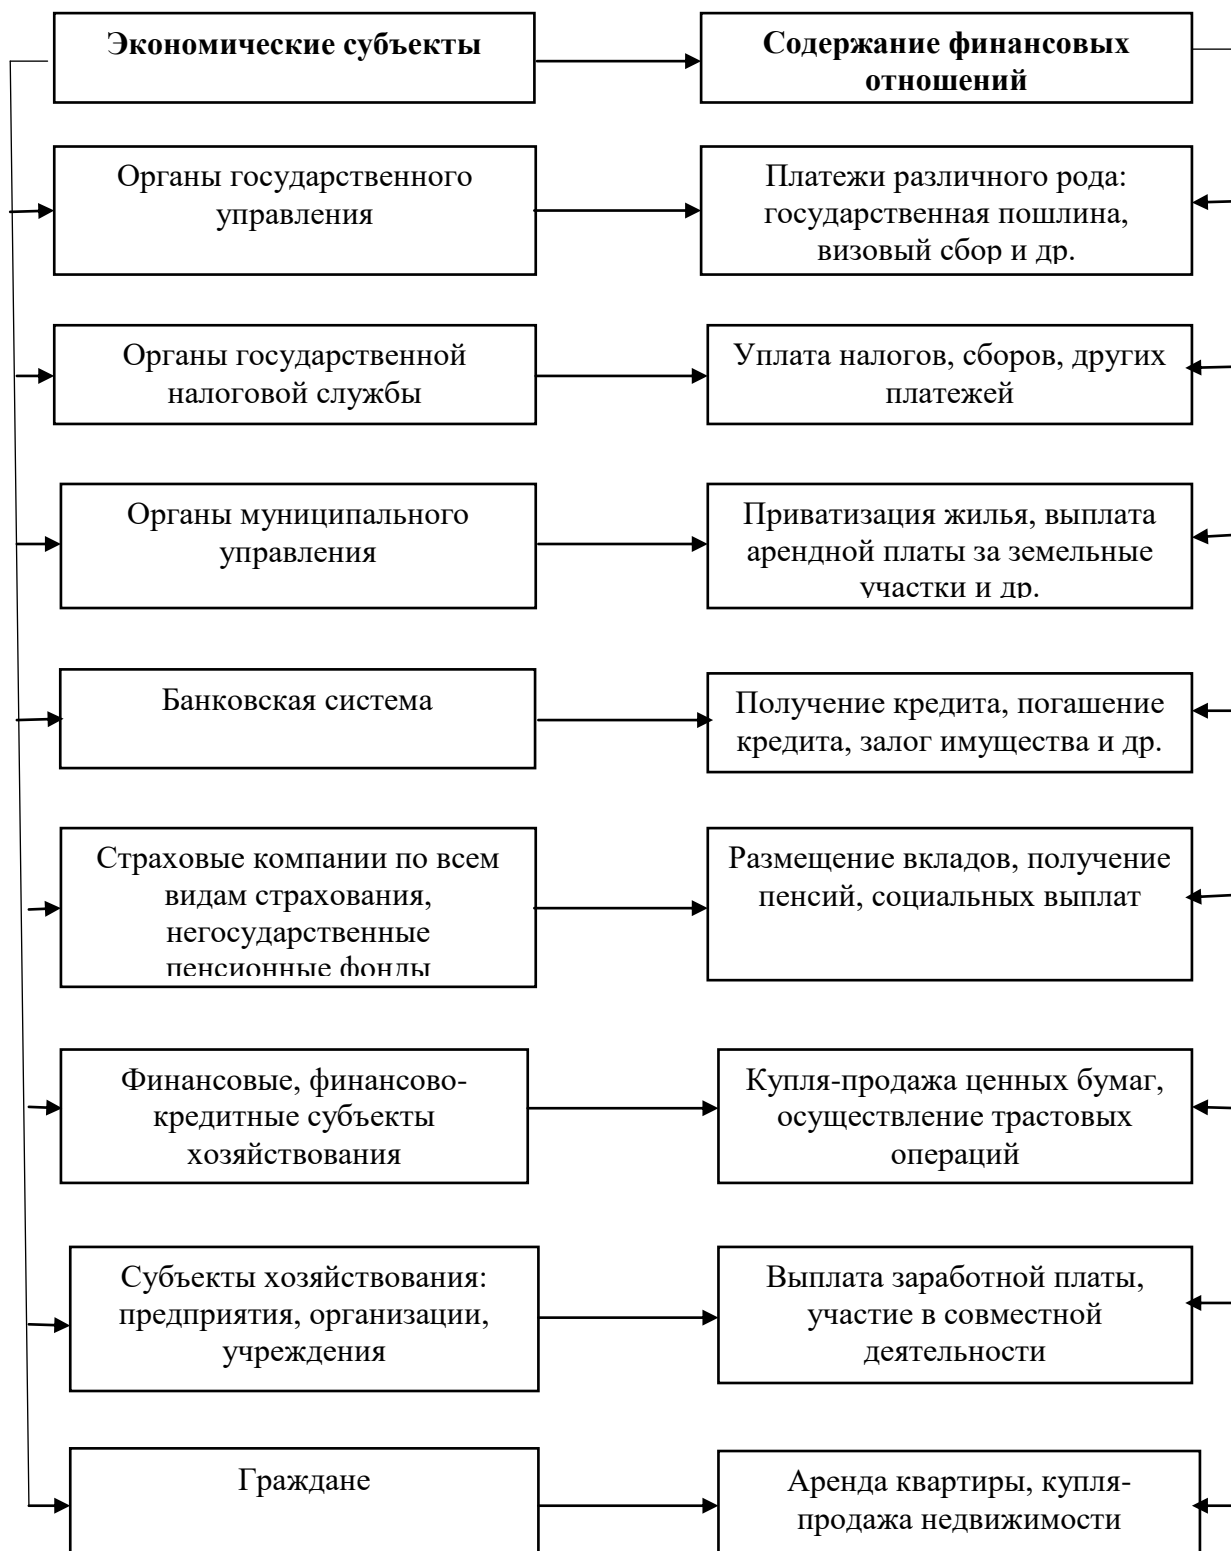 Экономические субъекты
Содержание финансовых
отношений
Органы государственного
управления
Платежи различного рода:
государственная пошлина,
визовый сбор и др.
Органы государственной
налоговой службы
Уплата налогов, сборов, других
платежей
Органы муниципального
управления
Приватизация жилья, выплата
арендной платы за земельные
участки и др.
Банковская система
Получение кредита, погашение
кредита, залог имущества и др.
Страховые компании по всем
видам страхования,
негосударственные
пенсионные фонды
Размещение вкладов, получение
пенсий, социальных выплат
Финансовые, финансово-
кредитные субъекты
хозяйствования
Купля-продажа ценных бумаг,
осуществление трастовых
операций
Субъекты хозяйствования:
предприятия, организации,
учреждения
Выплата заработной платы,
участие в совместной
деятельности
Граждане
Аренда квартиры, купля-
продажа недвижимости